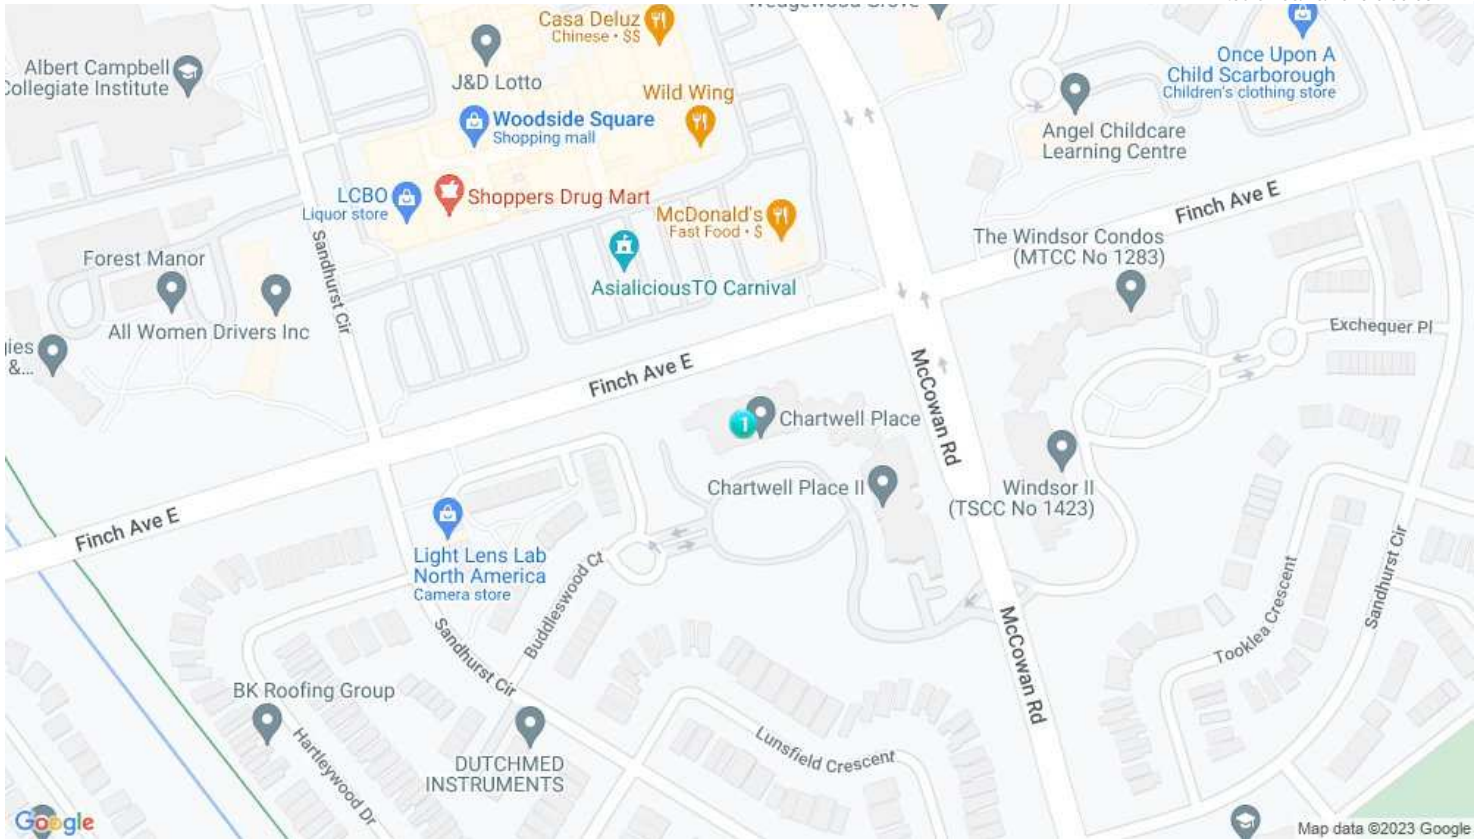 Wedgewood Grove
Casa Deluz
Chinese • $$
Once Upon A
Child Scarborough
Children's clothing store
Albert Campbell
Collegiate Institute
J&D Lotto
Wild Wing
Woodside Square
Shopping mall
Angel Childcare
Learning Centre
LCBO
Liquor store
Shoppers Drug Mart
McDonald's
Fast Food • $
Finch Ave E
The Windsor Condos
(MTCC No 1283)
Sandhurst Cir
Forest Manor
AsialiciousTO Carnival
All Women Drivers Inc
Exchequer Pl
ies
&...
Finch Ave E
McCowan Rd
1
Chartwell Place
Chartwell Place II
Windsor II
(TSCC No 1423)
Finch Ave E
Light Lens Lab
North America
Camera store
Buddleswood Ct
Tooklea Crescent
Sandhurst Cir
Sandhurst Cir
McCowan Rd
BK Roofing Group
Hartleywood Dr
DUTCHMED
INSTRUMENTS
Lunsfield Crescent
Google
Map data ©2023 Google